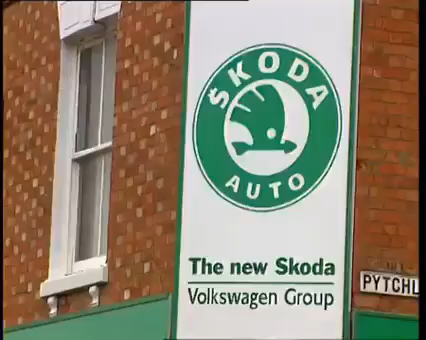 ŠKODA
AUTO
The new Skoda
Volkswagen Group
PYTCHL